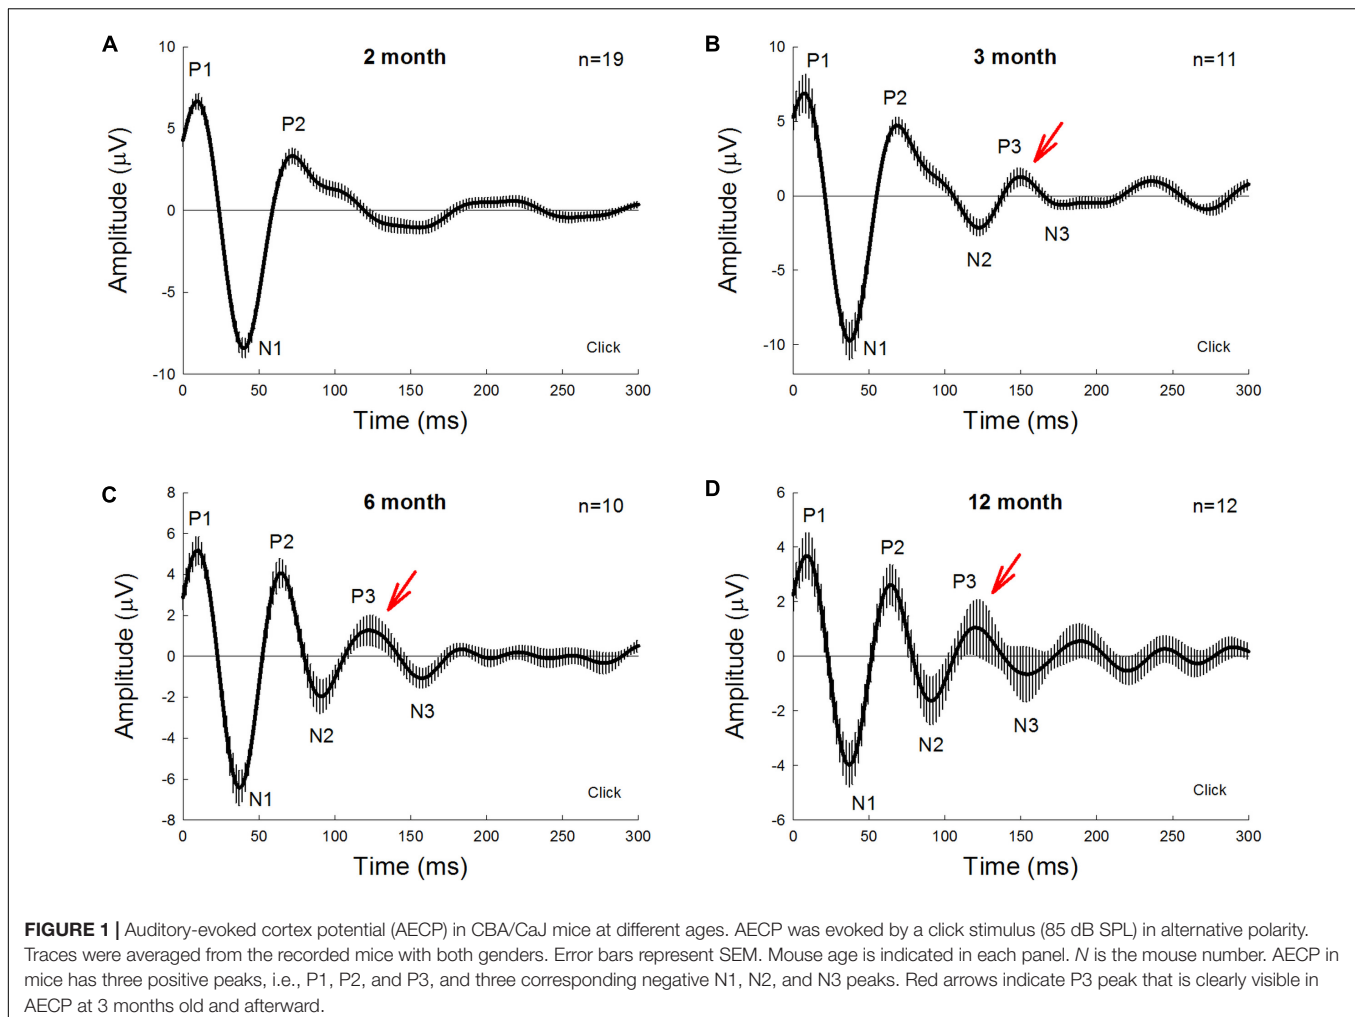 A
2 month
n=19
10
5
0
-5
-10
Amplitude (μV)
P1
P2
N1
Click
0
50
100
150
200
250
300
Time (ms)
B
3 month
n=11
10
5
0
-5
-10
Amplitude (μV)
P1
P2
P3
N1
N2
N3
Click
0
50
100
150
200
250
300
Time (ms)
C
6 month
n=10
8
6
4
2
0
-2
-4
-6
-8
Amplitude (μV)
P1
P2
P3
N1
N2
N3
Click
0
50
100
150
200
250
300
Time (ms)
D
12 month
n=12
6
4
2
0
-2
-4
-6
Amplitude (μV)
P1
P2
P3
N1
N2
N3
Click
0
50
100
150
200
250
300
Time (ms)
FIGURE 1 | Auditory-evoked cortex potential (AECP) in CBA/CaJ mice at different ages. AECP was evoked by a click stimulus (85 dB SPL) in alternative polarity.
Traces were averaged from the recorded mice with both genders. Error bars represent SEM. Mouse age is indicated in each panel. N is the mouse number. AECP in
mice has three positive peaks, i.e., P1, P2, and P3, and three corresponding negative N1, N2, and N3 peaks. Red arrows indicate P3 peak that is clearly visible in
AECP at 3 months old and afterward.